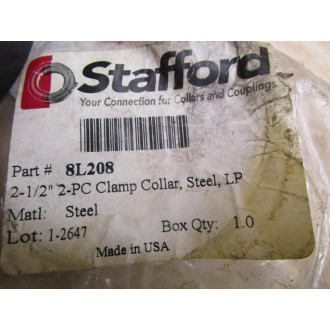 Stafford
Your Connection for Collars and Couplings
Part # 8L208
2-1/2" 2-PC Clamp Collar, Steel, LP
Matl: Steel
Lot: 1-2647 Box Qty: 1.0
Made in USA